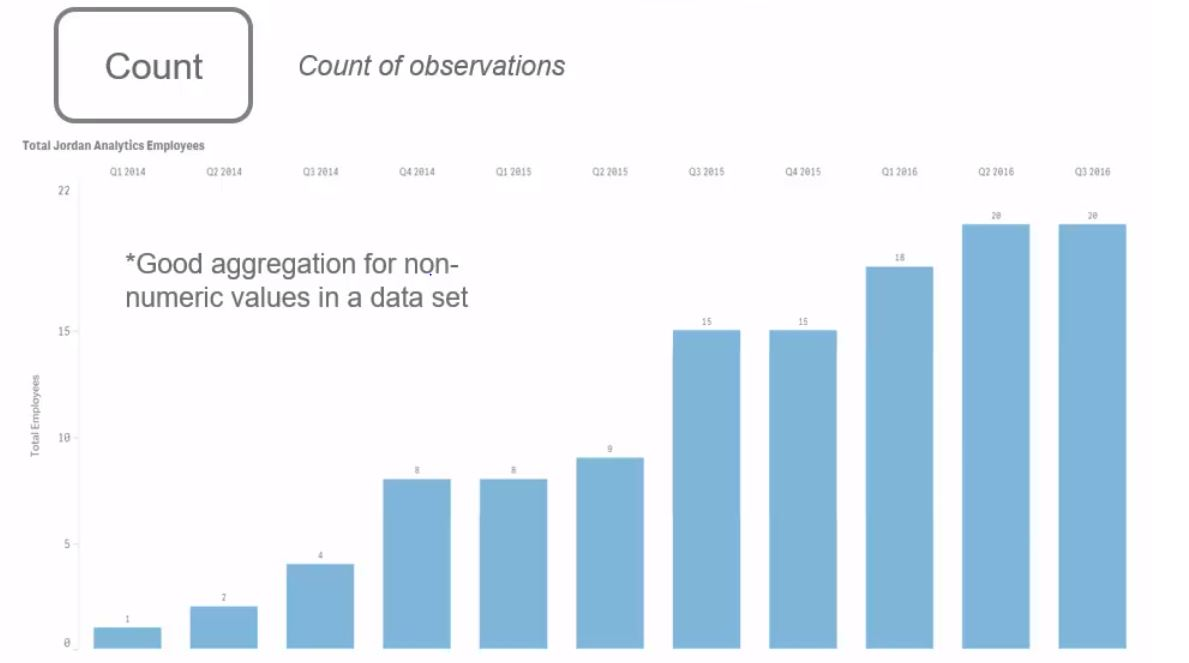 Count
Count of observations
Total Jordan Analytics Employees
Q1 2014 Q2 2014 Q3 2014 Q4 2014 Q1 2015 Q2 2015 Q3 2015 Q4 2015 Q1 2016 Q2 2016 Q3 2016
22
20 20
*Good aggregation for non-
18
numeric values in a data set
15 15 15
Total Employees
10
9
8 8
5
4
2
1
0